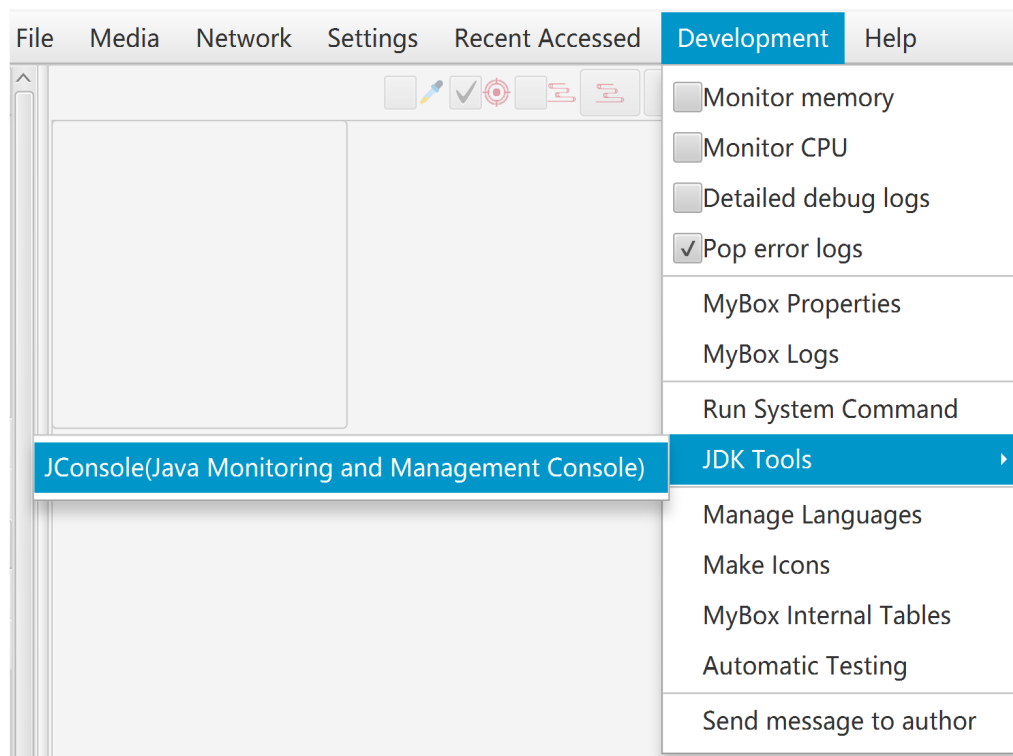 File Media Network Settings Recent Accessed Development Help
Monitor memory
Monitor CPU
Detailed debug logs
Pop error logs
MyBox Properties
MyBox Logs
Run System Command
JDK Tools
JConsole(Java Monitoring and Management Console)
Manage Languages
Make Icons
MyBox Internal Tables
Automatic Testing
Send message to author